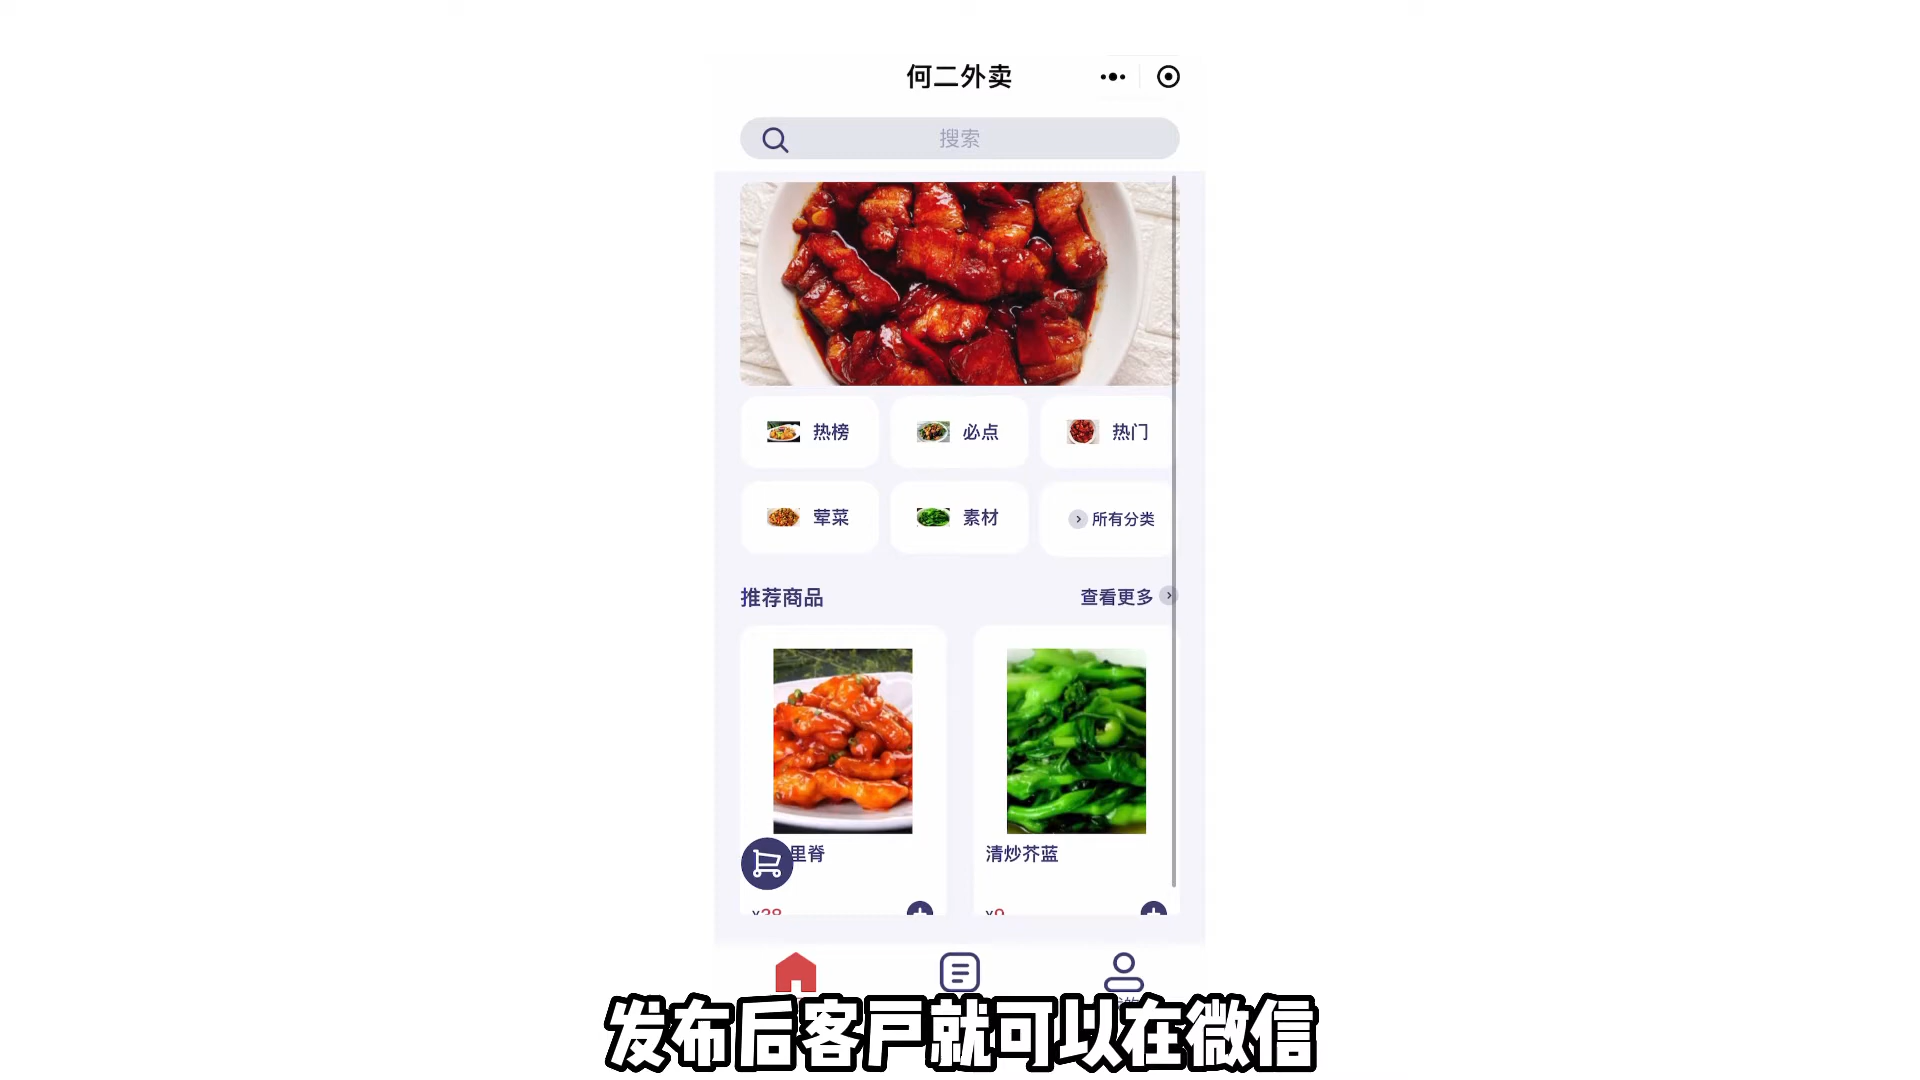 何二外卖
搜索
热榜
必点
热门
荤菜
素材
所有分类
推荐商品
查看更多
里脊
清炒芥蓝
发布后客户就可以在微信